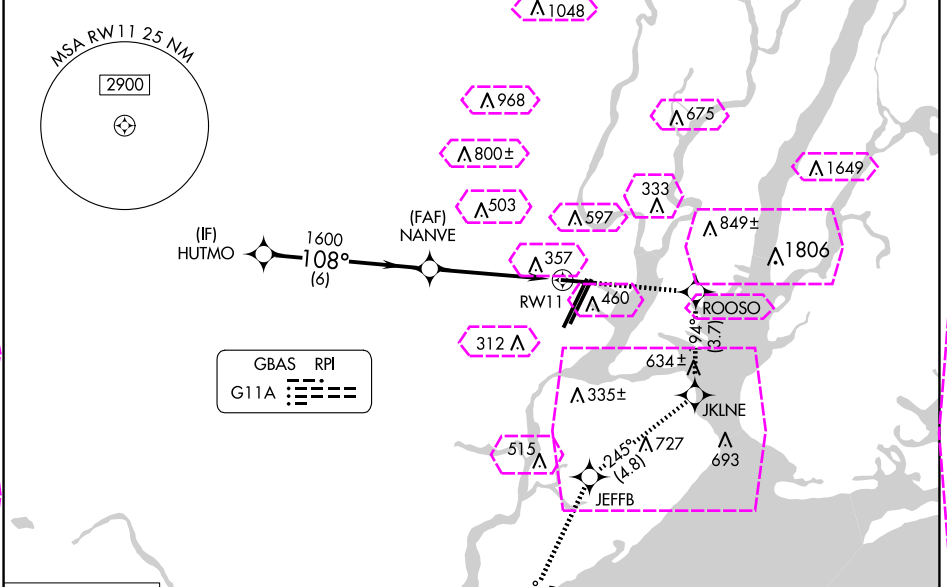 1048
MSA RW11 25 NM
2900
968
675
800±
1649
503
333
597
849±
1806
(IF)
HUTMO
1600
108°
(6)
(FAF)
NANVE
357
RW11
460
ROOSO
312
194°
(3.7)
634±
GBAS RPI
G11A
335±
JKLNE
515
245°
(4.8)
727
693
JEFFB